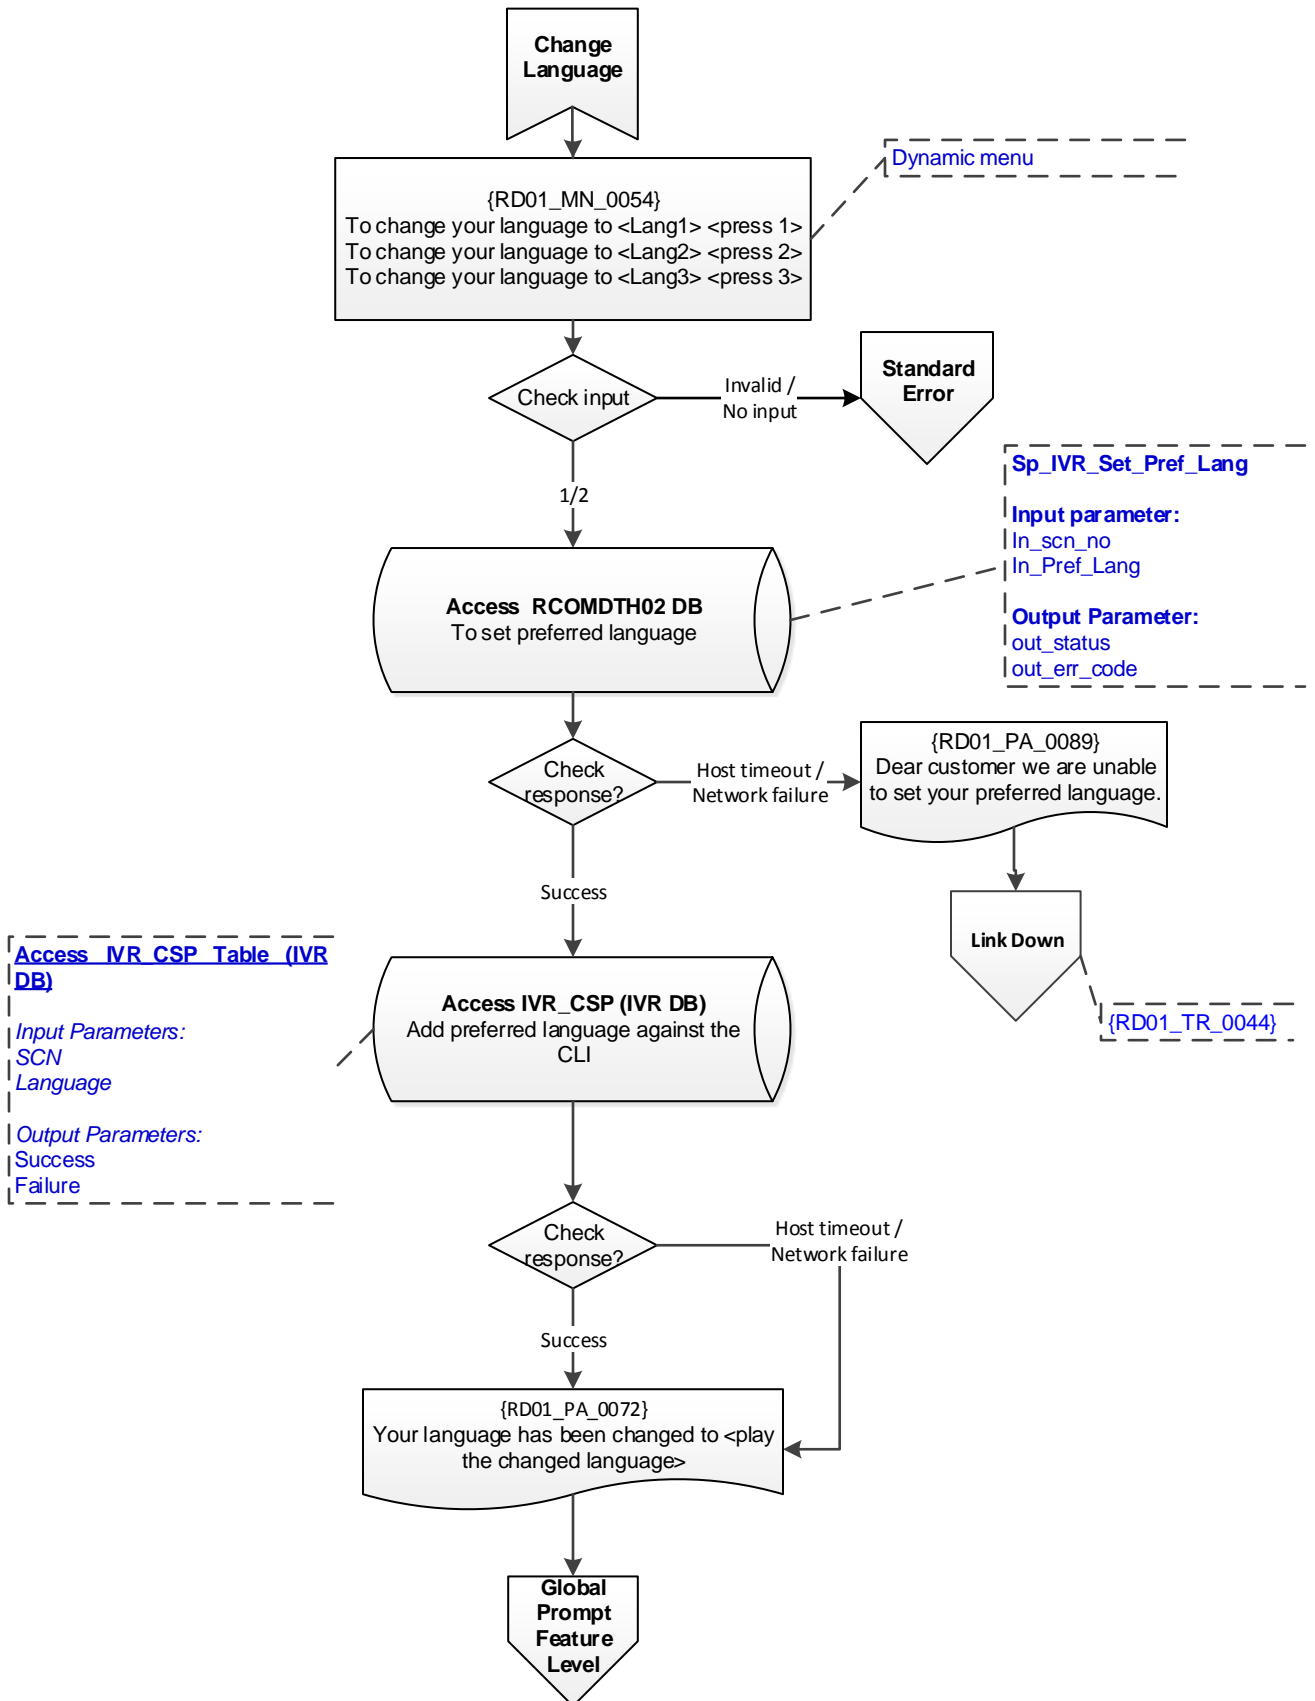 Change
Language
Dynamic menu
{RD01_MN_0054}
To change your language to <Lang1> <press 1>
To change your language to <Lang2> <press 2>
To change your language to <Lang3> <press 3>
Check input
Invalid /
No input
Standard
Error
1/2
Sp_IVR_Set_Pref_Lang
Input parameter:
In_scn_no
In_Pref_Lang
Output Parameter:
out_status
out_err_code
Access RCOMDTH02 DB
To set preferred language
Check
response?
Host timeout /
Network failure
{RD01_PA_0089}
Dear customer we are unable
to set your preferred language.
Success
Link Down
{RD01_TR_0044}
Access IVR_CSP Table (IVR
DB)
Input Parameters:
SCN
Language
Output Parameters:
Success
Failure
Access IVR_CSP (IVR DB)
Add preferred language against the
CLI
Check
response?
Host timeout /
Network failure
Success
{RD01_PA_0072}
Your language has been changed to <play
the changed language>
Global
Prompt
Feature
Level